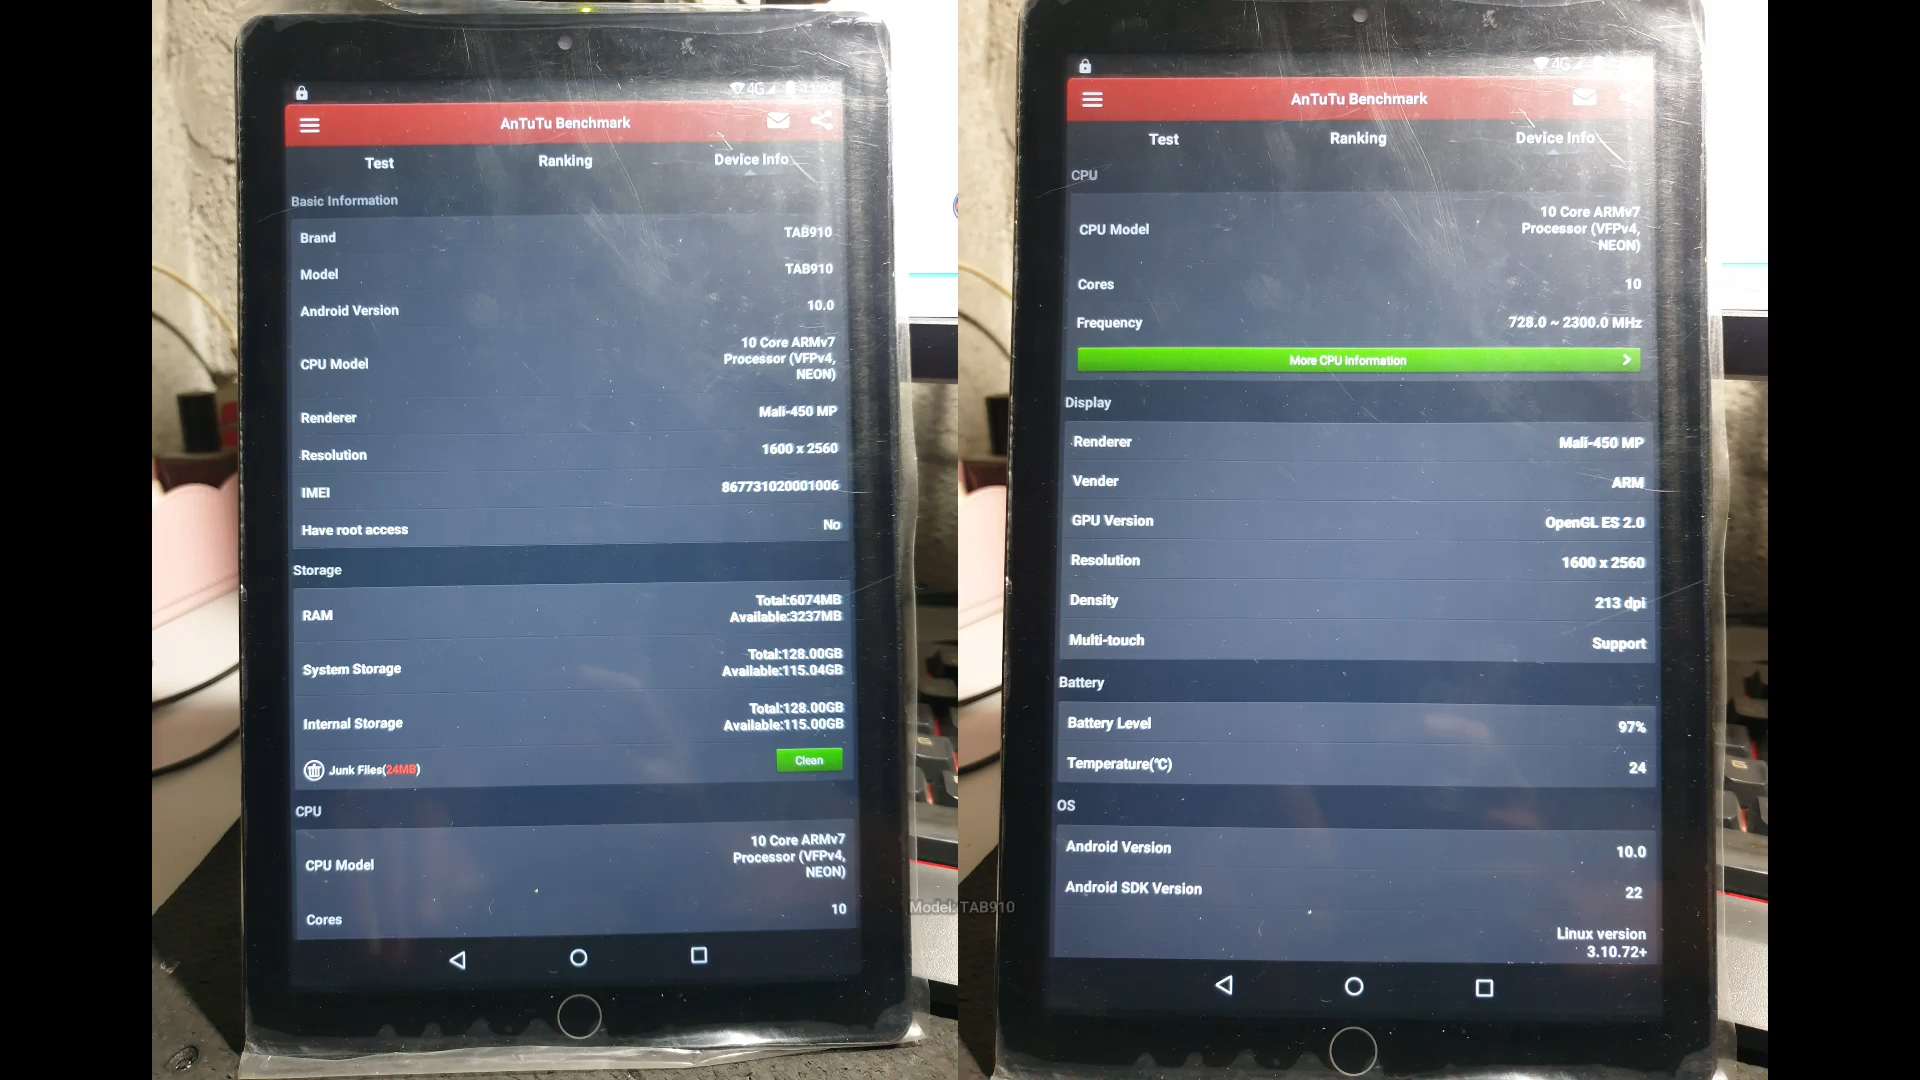 4G
AnTuTu Benchmark
Test Ranking Device Info
Basic Information
Brand TAB910
Model TAB910
Android Version 10.0
CPU Model 10 Core ARMv7
Processor (VFPv4,
NEON)
Renderer Mali-450 MP
Resolution 1600 x 2560
IMEI 867731020001006
Have root access No
Storage
RAM Total:6074MB
Available:3237MB
System Storage Total:128.00GB
Available:115.04GB
Internal Storage Total:128.00GB
Available:115.00GB
Junk Files(24MB) Clean
CPU
CPU Model 10 Core ARMv7
Processor (VFPv4,
NEON)
Cores 10
4G
AnTuTu Benchmark
Test Ranking Device Info
CPU
CPU Model 10 Core ARMv7
Processor (VFPv4,
NEON)
Cores 10
Frequency 728.0 ~ 2300.0 MHz
More CPU Information
Display
Renderer Mali-450 MP
Vender ARM
GPU Version OpenGL ES 2.0
Resolution 1600 x 2560
Density 213 dpi
Multi-touch Support
Battery
Battery Level 97%
Temperature(℃) 24
OS
Android Version 10.0
Android SDK Version 22
Linux version
3.10.72+
Model: TAB910